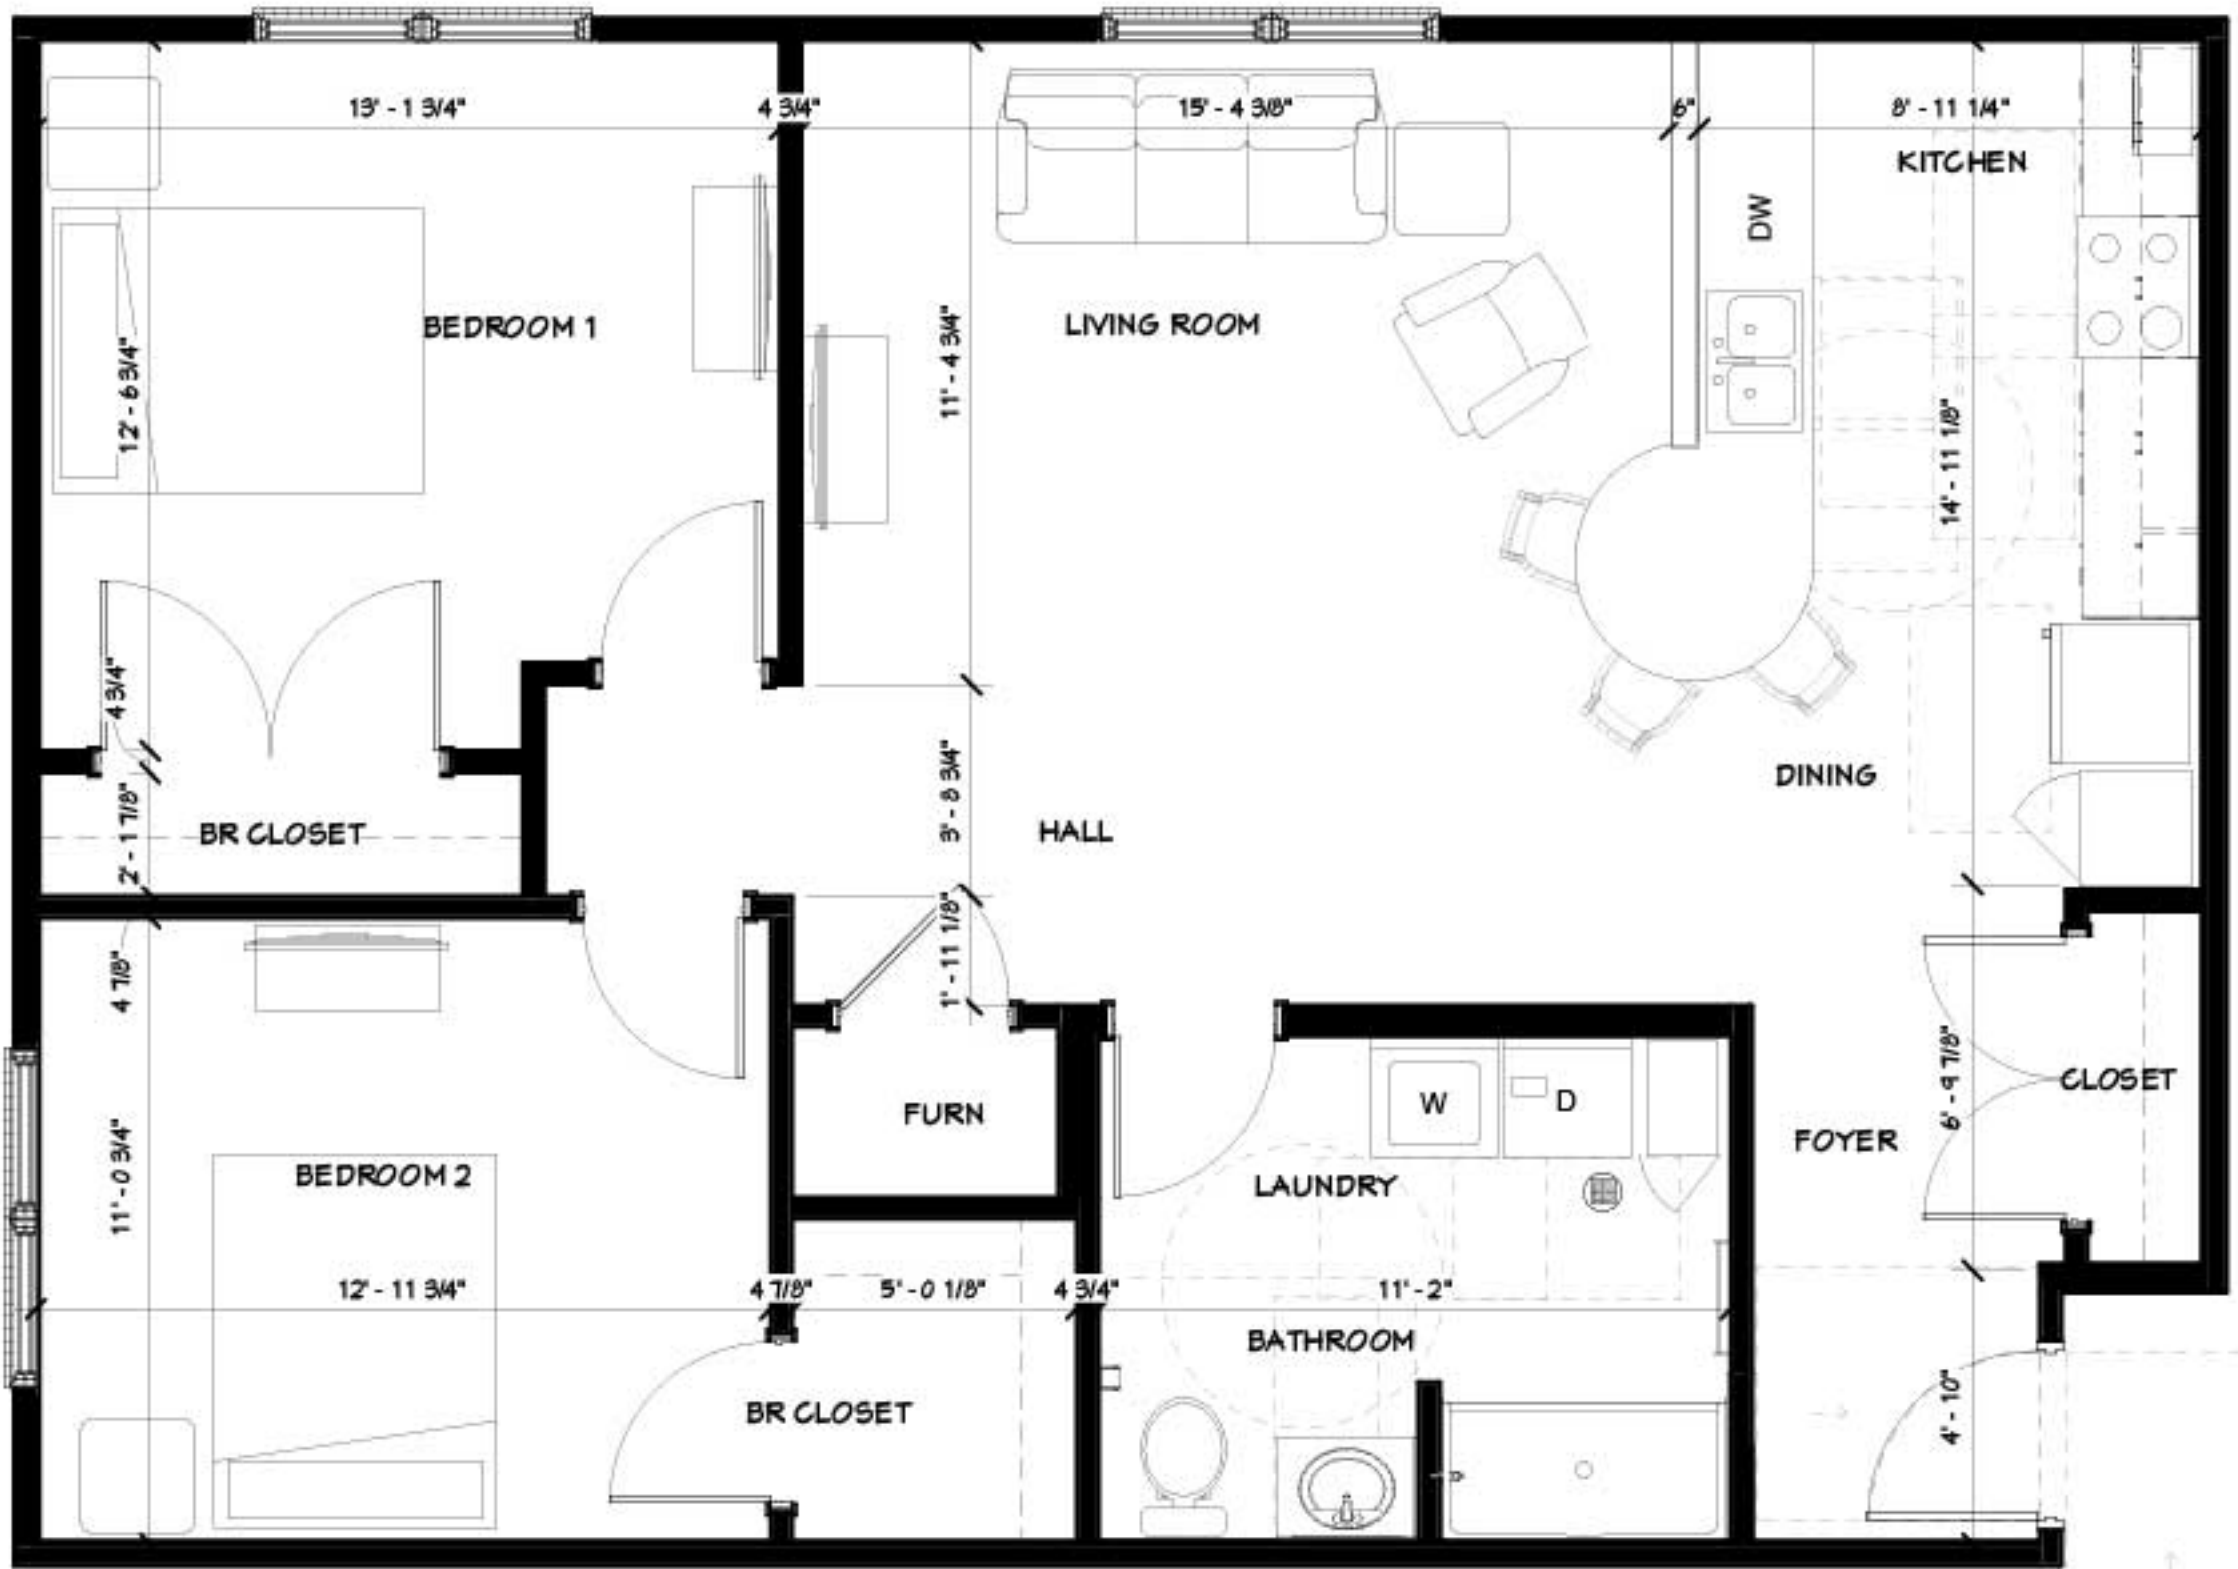 13' - 1 3/4"
4 3/4"
15' - 4 3/8"
6"
8' - 11 1/4"
KITCHEN
DW
BEDROOM 1
LIVING ROOM
12' - 6 3/4"
11' - 4 3/4"
14' - 11 1/8"
4 3/4"
DINING
2' - 1 7/8"
BR CLOSET
3' - 8 3/4"
HALL
4 7/8"
1' - 11 1/8"
6' - 9 7/8"
CLOSET
W
D
FURN
FOYER
11' - 0 3/4"
BEDROOM 2
LAUNDRY
12' - 11 3/4"
4 7/8"
5' - 0 1/8"
4 3/4"
11' - 2"
BATHROOM
BR CLOSET
4' - 10"